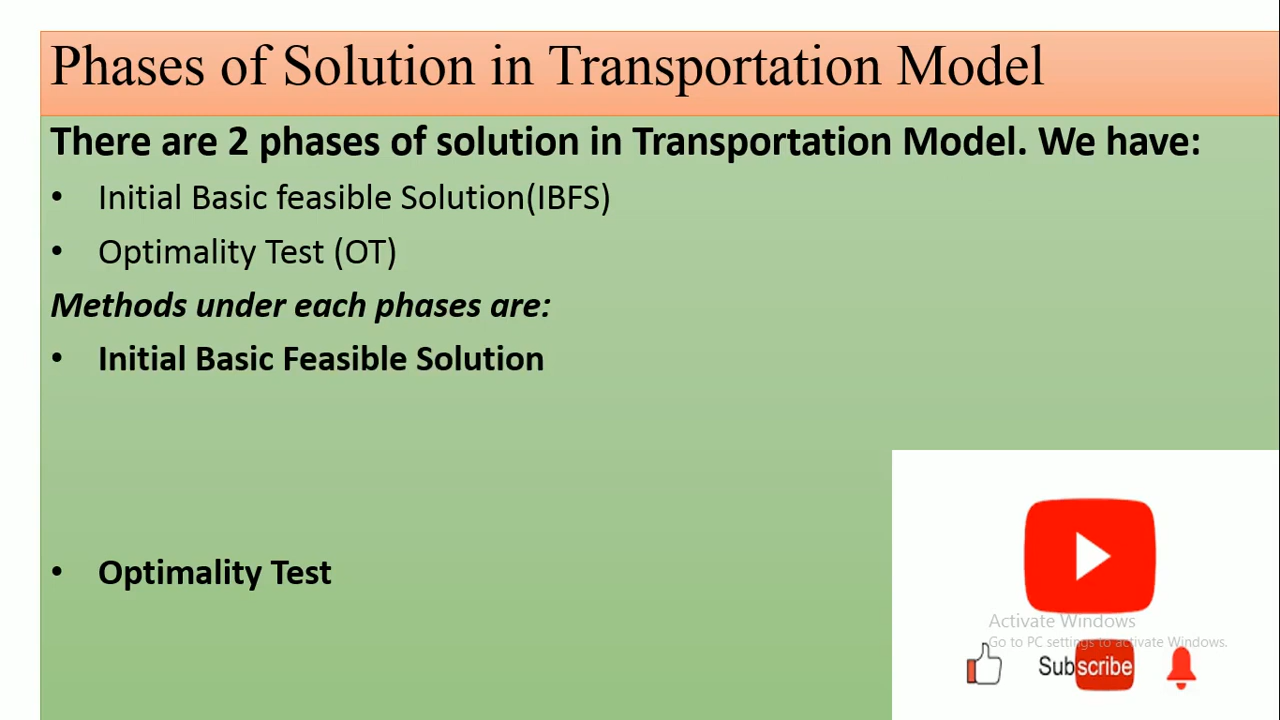 Phases of Solution in Transportation Model
There are 2 phases of solution in Transportation Model. We have:
• Initial Basic feasible Solution(IBFS)
• Optimality Test (OT)
Methods under each phases are:
• Initial Basic Feasible Solution
• Optimality Test
Activate Windows
Go to PC settings to activate Windows.
Subscribe